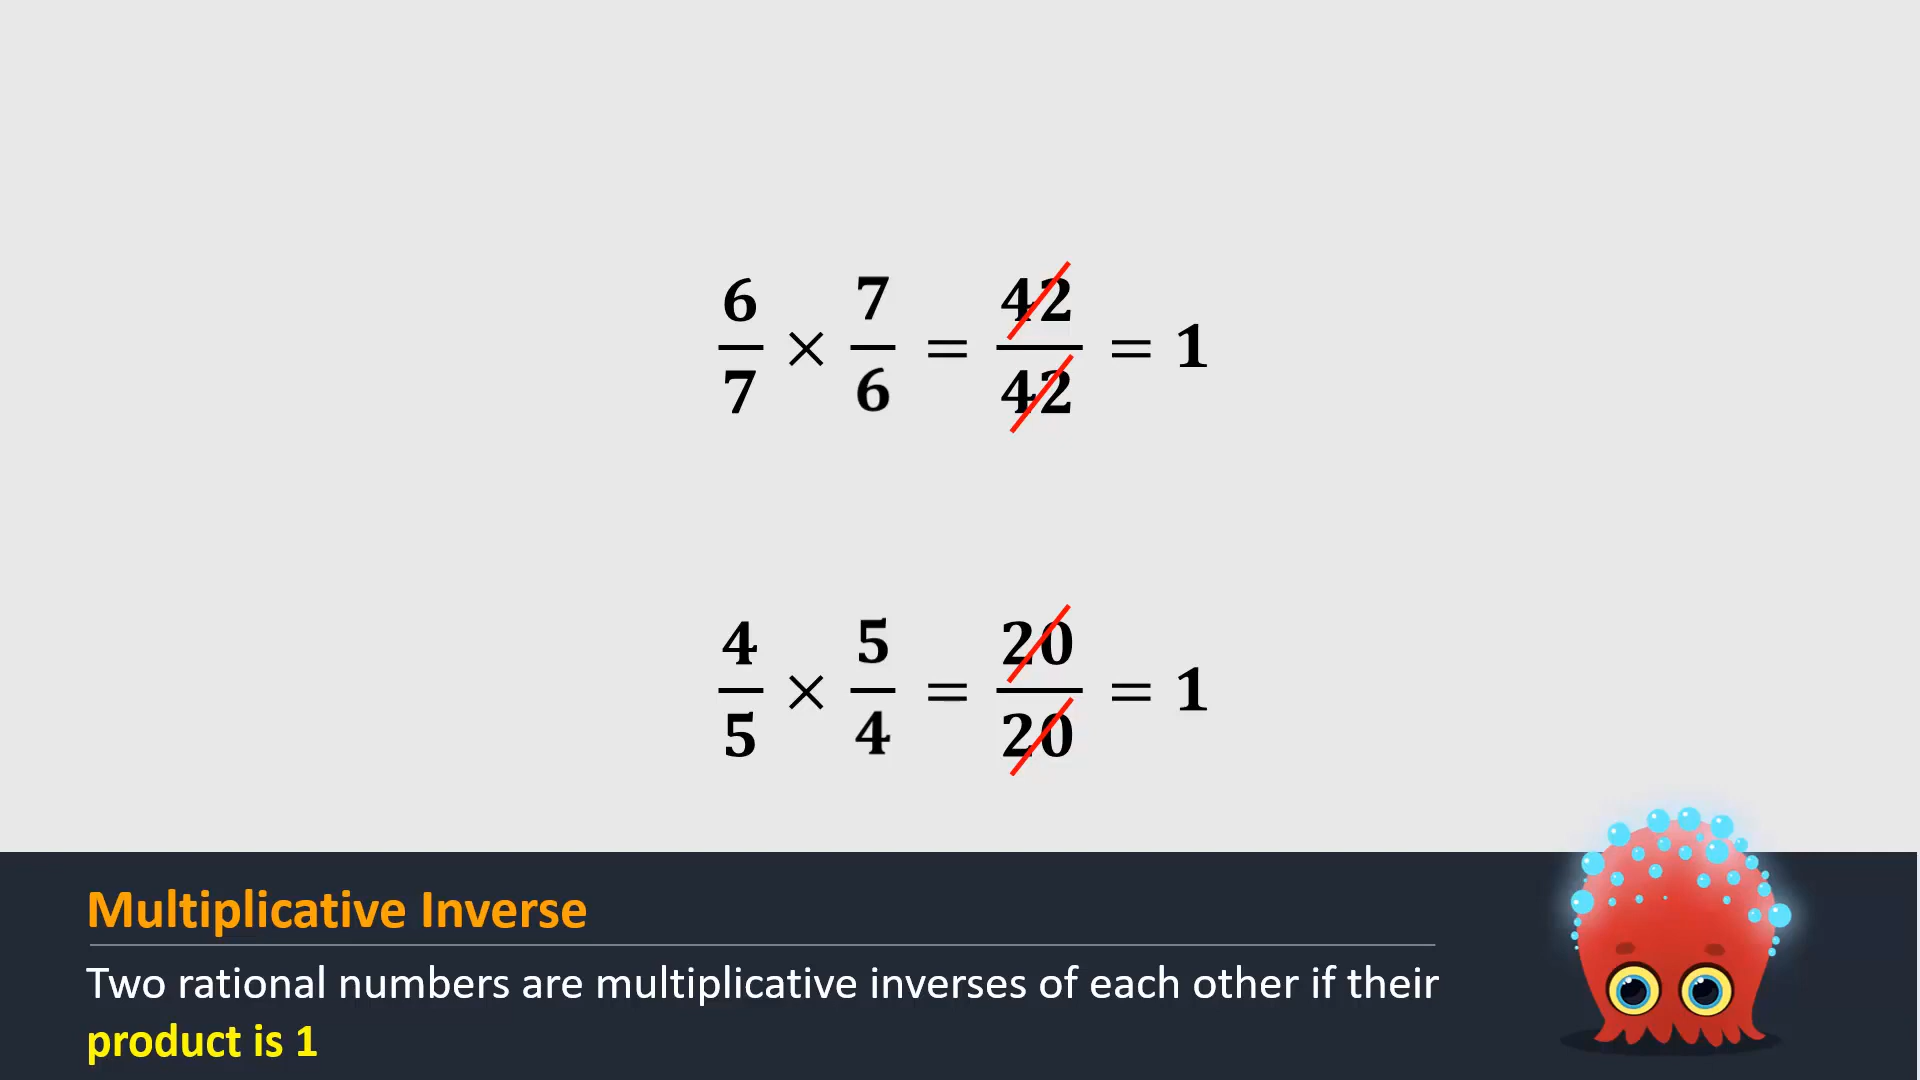 6/7 × 7/6 = 42/42 = 1
4/5 × 5/4 = 20/20 = 1
Multiplicative Inverse
Two rational numbers are multiplicative inverses of each other if their
product is 1